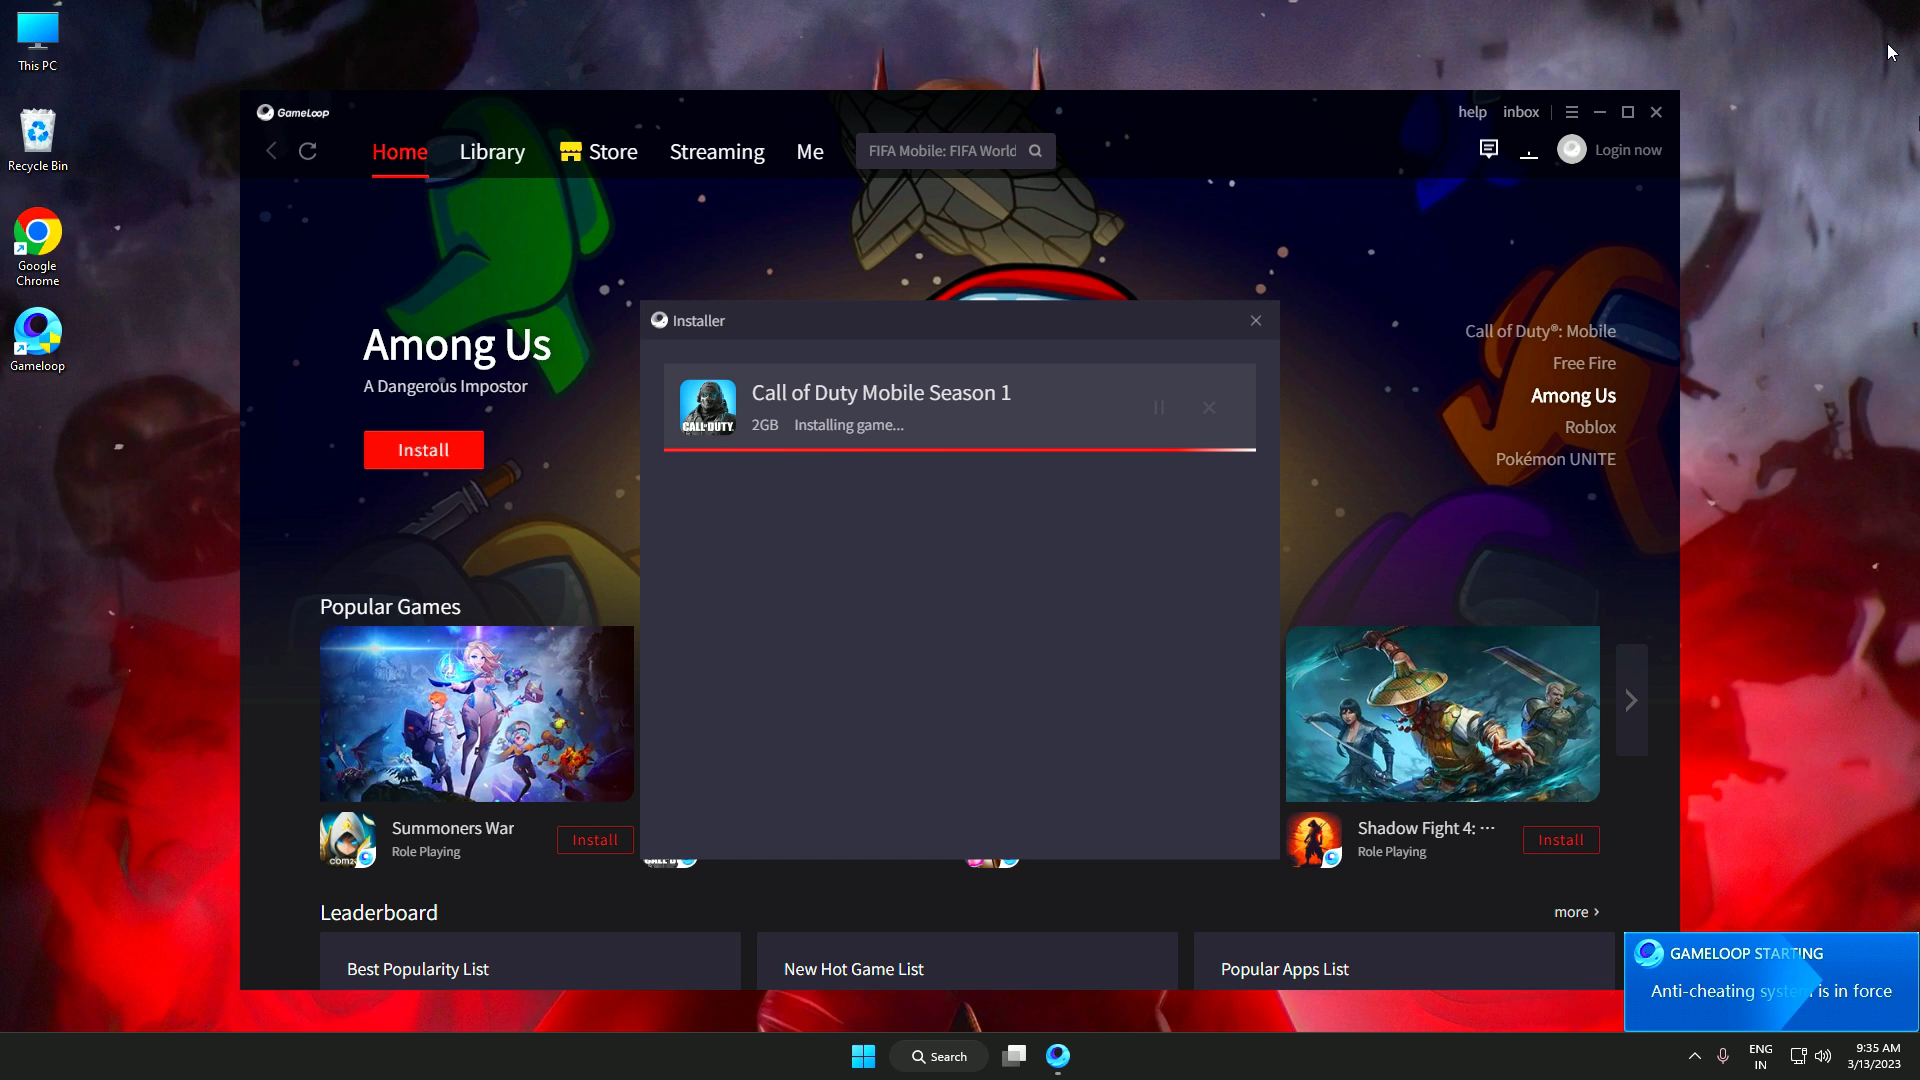 This PC
Recycle Bin
Google
Chrome
Gameloop
GameLoop
help
inbox
Home
Library
Store
Streaming
Me
FIFA Mobile: FIFA World
Login now
Among Us
A Dangerous Impostor
Install
Installer
Call of Duty Mobile Season 1
2GB
Installing game...
CALL·DUTY
Call of Duty®: Mobile
Free Fire
Among Us
Roblox
Pokémon UNITE
Popular Games
Summoners War
Role Playing
Install
com2
Shadow Fight 4: ···
Role Playing
Install
Leaderboard
more ›
Best Popularity List
New Hot Game List
Popular Apps List
GAMELOOP STARTING
Anti-cheating system is in force
Search
ENG
IN
9:35 AM
3/13/2023